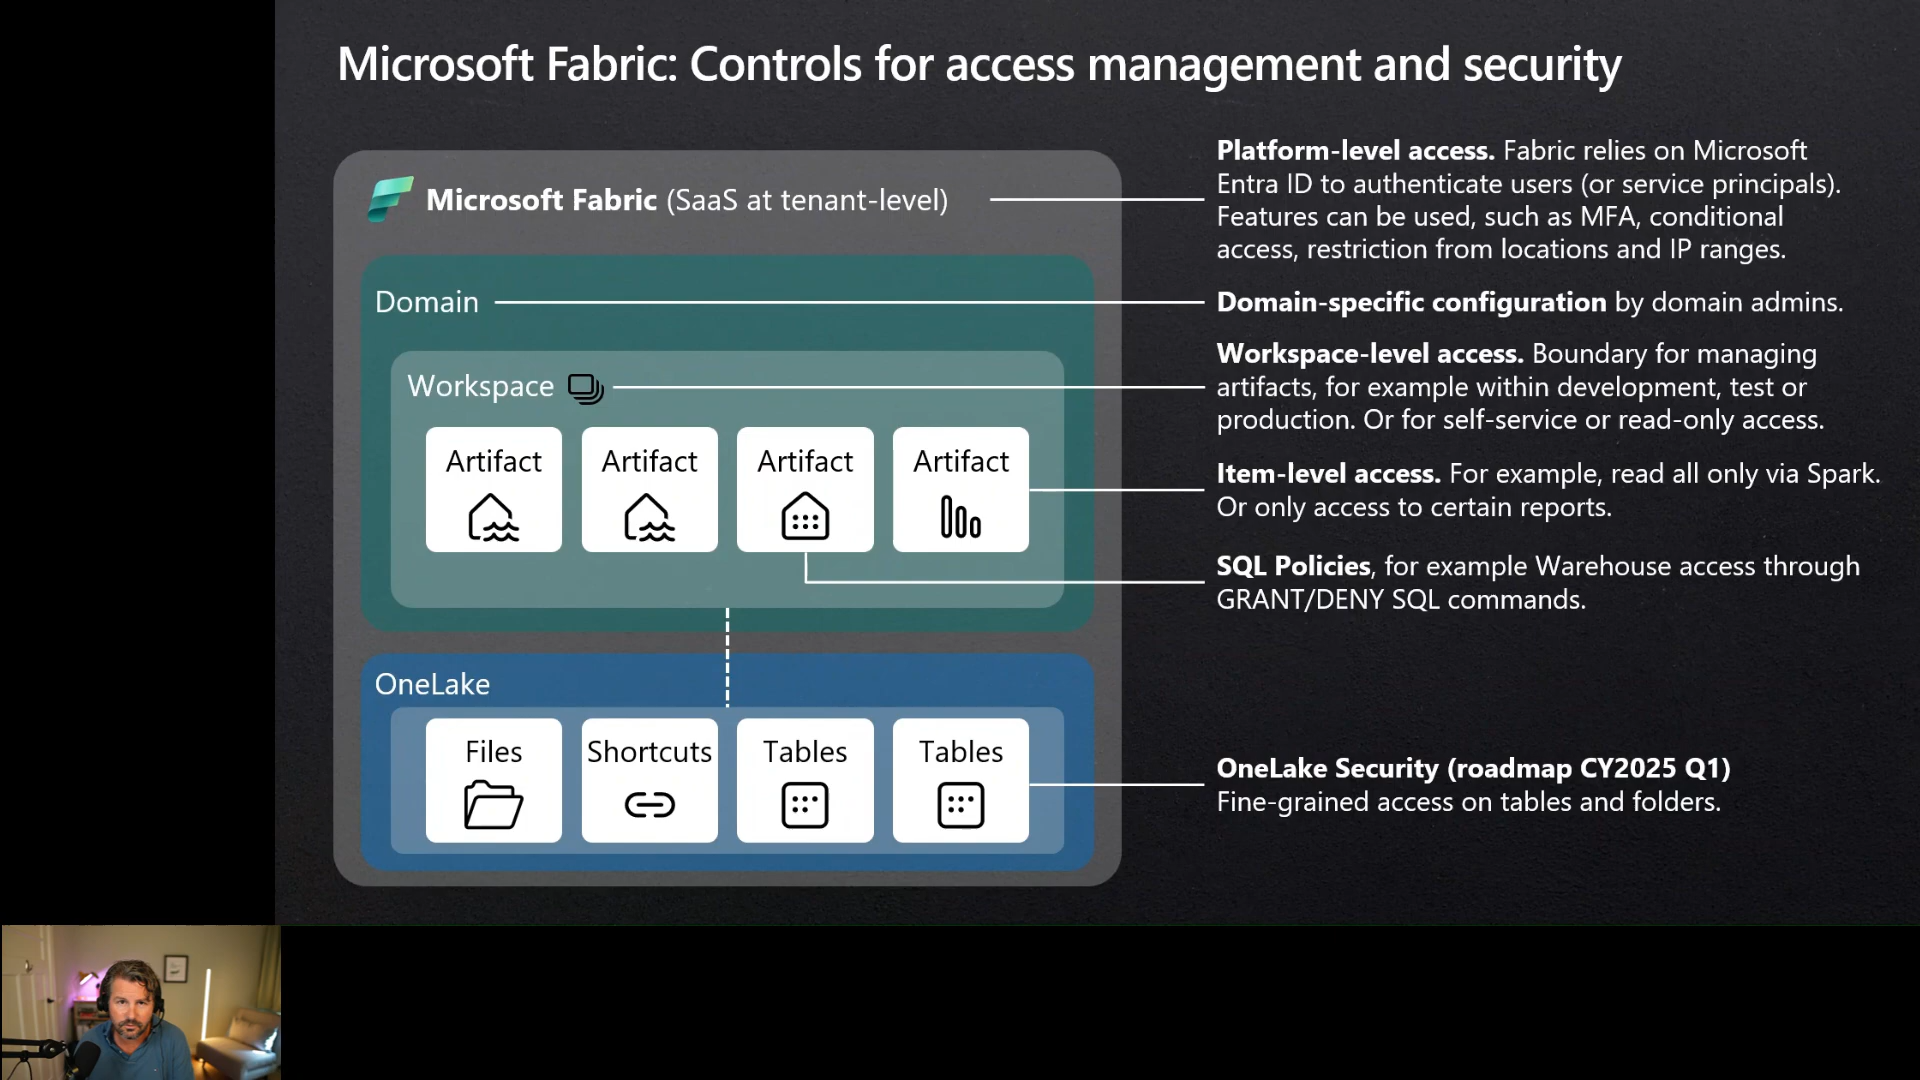 Microsoft Fabric: Controls for access management and security
Microsoft Fabric (SaaS at tenant-level)
Platform-level access. Fabric relies on Microsoft
Entra ID to authenticate users (or service principals).
Features can be used, such as MFA, conditional
access, restriction from locations and IP ranges.
Domain
Domain-specific configuration by domain admins.
Workspace
Workspace-level access. Boundary for managing
artifacts, for example within development, test or
production. Or for self-service or read-only access.
Artifact
Artifact
Artifact
Artifact
Item-level access. For example, read all only via Spark.
Or only access to certain reports.
SQL Policies, for example Warehouse access through
GRANT/DENY SQL commands.
OneLake
Files
Shortcuts
Tables
Tables
OneLake Security (roadmap CY2025 Q1)
Fine-grained access on tables and folders.